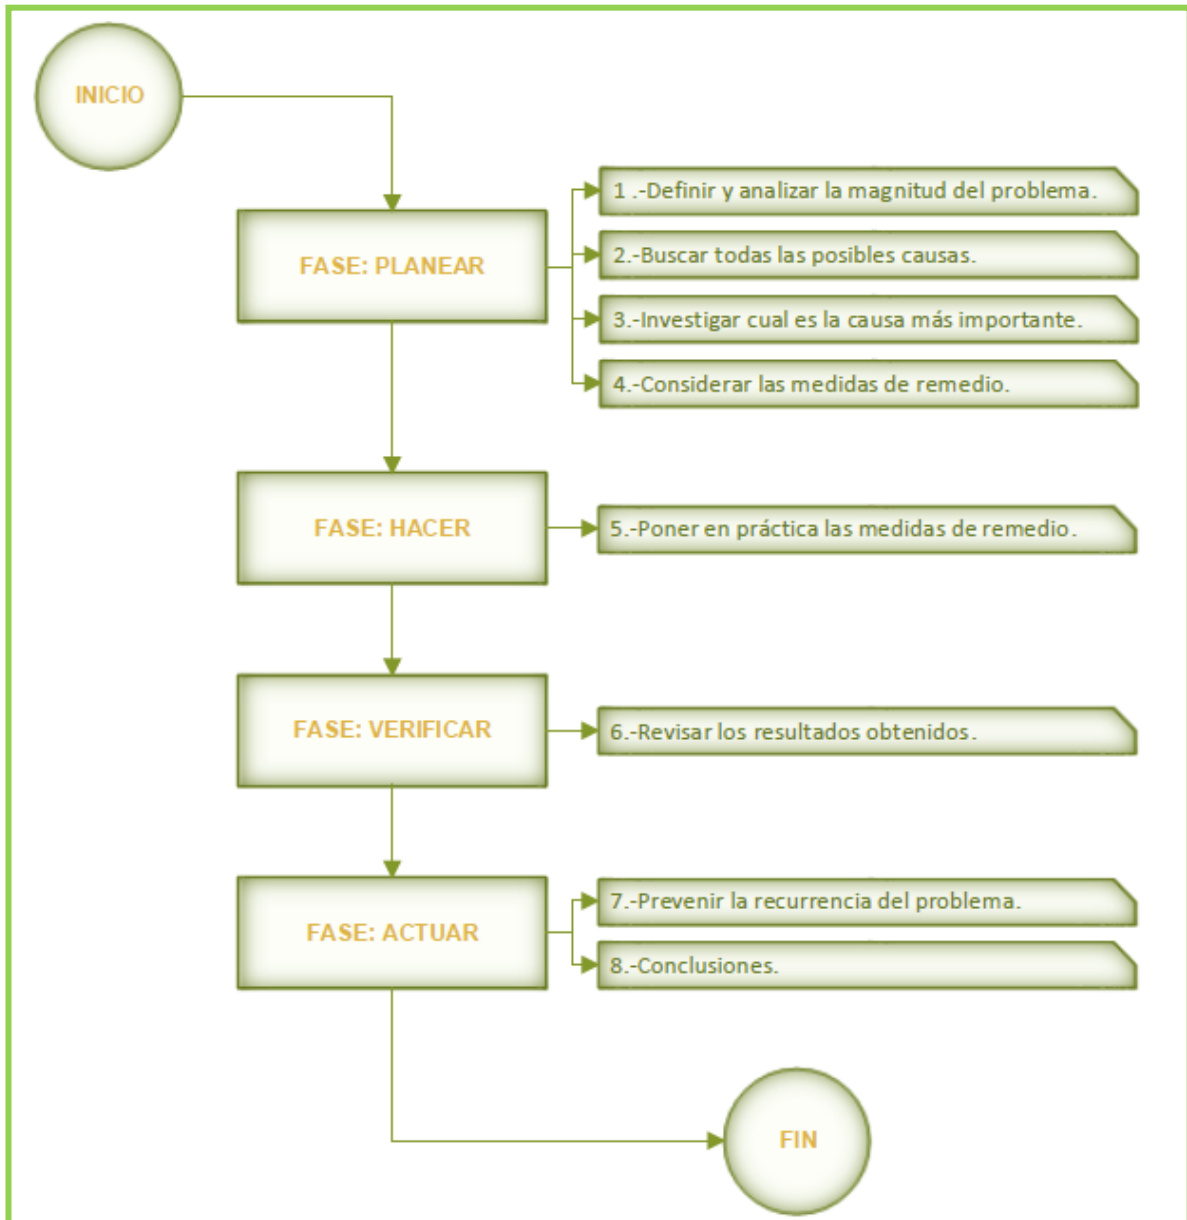 INICIO
FASE: PLANEAR
1 .-Definir y analizar la magnitud del problema.
2.-Buscar todas las posibles causas.
3.-Investigar cual es la causa más importante.
4.-Considerar las medidas de remedio.
FASE: HACER
5.-Poner en práctica las medidas de remedio.
FASE: VERIFICAR
6.-Revisar los resultados obtenidos.
FASE: ACTUAR
7.-Prevenir la recurrencia del problema.
8.-Conclusiones.
FIN